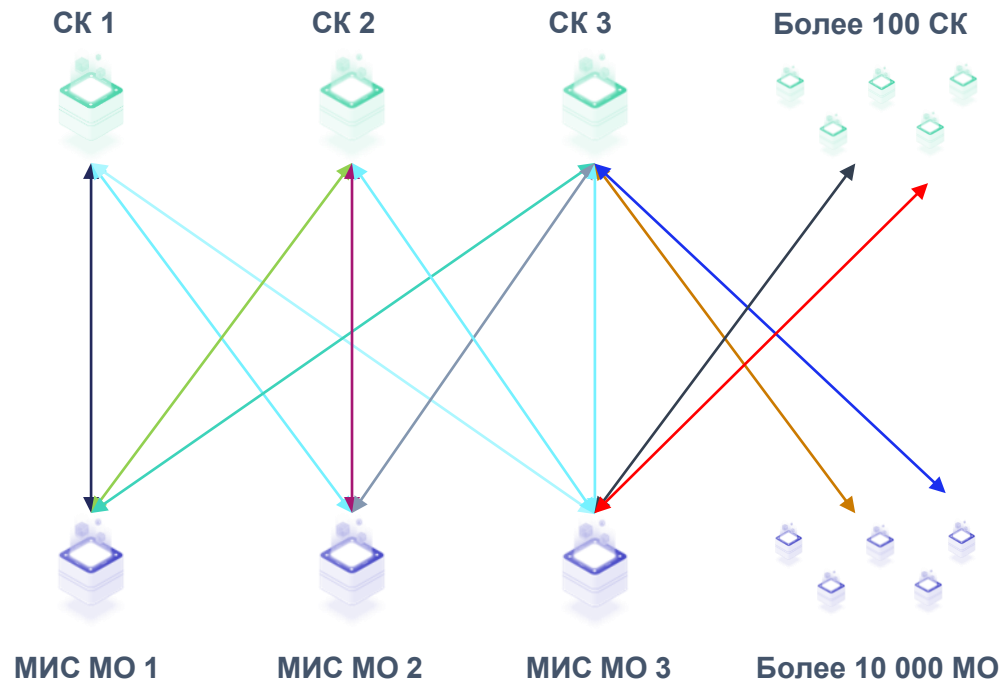 СК 1
СК 2
СК 3
Более 100 СК
МИС МО 1
МИС МО 2
МИС МО 3
Более 10 000 МО